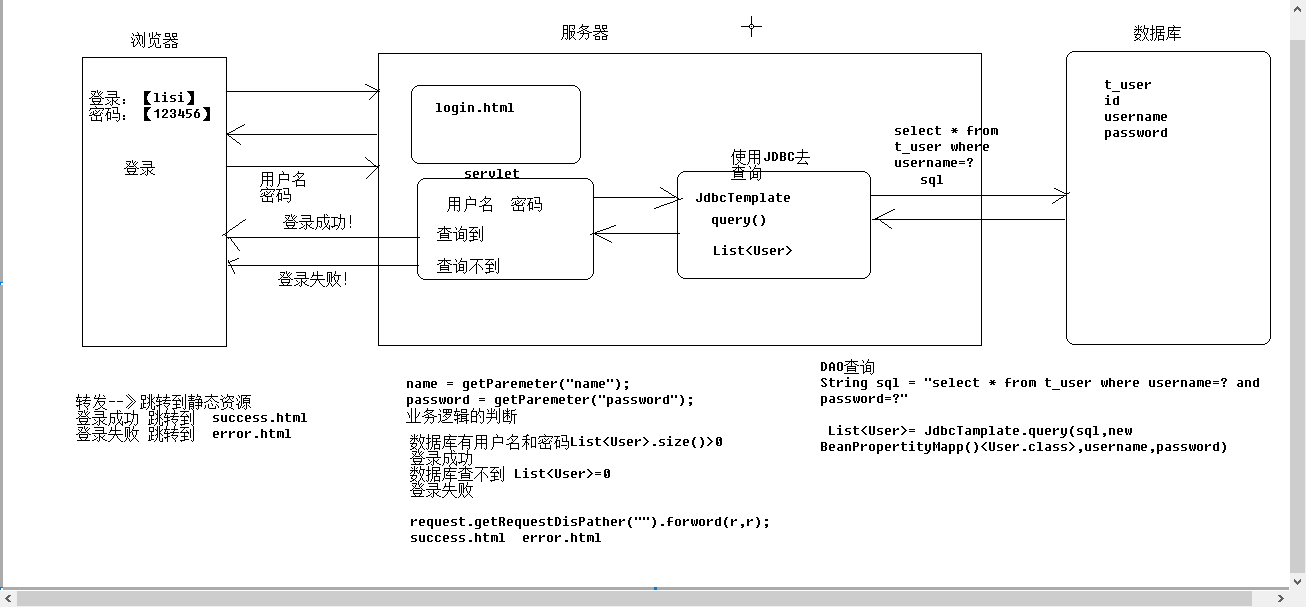 浏览器
服务器
数据库
登录：【lisi】
密码：【123456】
登录
用户名
密码
登录成功！
登录失败！
login.html
servlet
用户名 密码
查询到
查询不到
使用JDBC去
查询
JdbcTemplate
query()
List<User>
select * from
t_user where
username=?
sql
t_user
id
username
password
转发--》跳转到静态资源
登录成功 跳转到 success.html
登录失败 跳转到 error.html
name = getParemeter("name");
password = getParemeter("password");
业务逻辑的判断
数据库有用户名和密码List<User>.size()>0
登录成功
数据库查不到 List<User>=0
登录失败
request.getRequestDisPather("").forword(r,r);
success.html error.html
DAO查询
String sql = "select * from t_user where username=? and
password=?"
List<User>= JdbcTamplate.query(sql,new
BeanPropertityMapp()<User.class>,username,password)